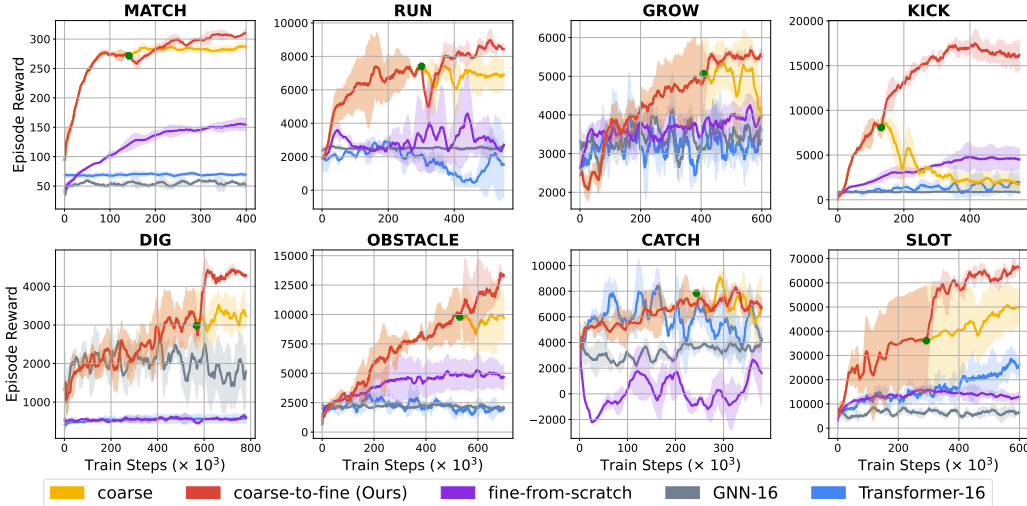 MATCH RUN GROW KICK
Episode Reward
300 250 200 150 100 50
0 100 200 300 400
10000 8000 6000 4000 2000 0
0 200 400
6000 5000 4000 3000 2000
0 200 400 600
20000 15000 10000 5000 0
0 200 400
DIG OBSTACLE CATCH SLOT
Episode Reward
4000 3000 2000 1000
0 200 400 600 800
15000 12500 10000 7500 5000 2500 0
0 200 400 600
10000 8000 6000 4000 2000 0 −2000
0 100 200 300
70000 60000 50000 40000 30000 20000 10000 0
0 200 400 600
Train Steps (× 10³) Train Steps (× 10³) Train Steps (× 10³) Train Steps (× 10³)
coarse coarse-to-fine (Ours) fine-from-scratch GNN-16 Transformer-16